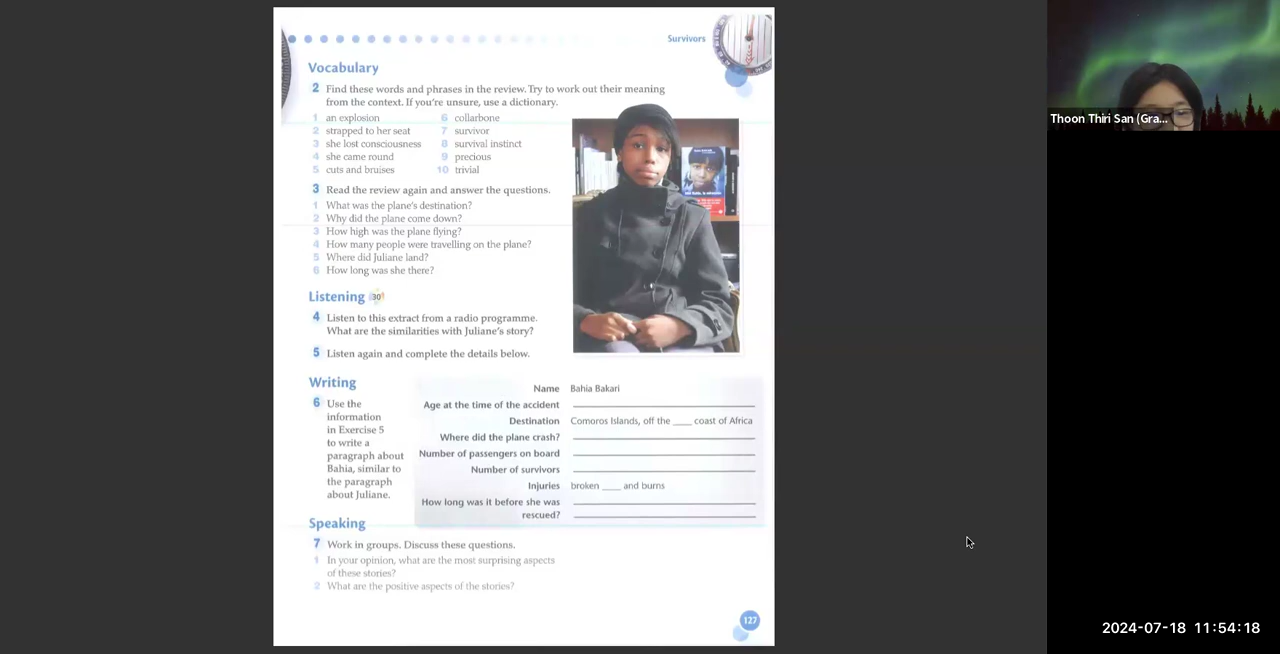 Survivors
Vocabulary
2 Find these words and phrases in the review. Try to work out their meaning
from the context. If you're unsure, use a dictionary.
1 an explosion
2 strapped to her seat
3 she lost consciousness
4 she came round
5 cuts and bruises
6 collarbone
7 survivor
8 survival instinct
9 precious
10 trivial
3 Read the review again and answer the questions.
1 What was the plane's destination?
2 Why did the plane come down?
3 How high was the plane flying?
4 How many people were travelling on the plane?
5 Where did Juliane land?
6 How long was she there?
Listening 30
4 Listen to this extract from a radio programme.
What are the similarities with Juliane's story?
5 Listen again and complete the details below.
Writing
6 Use the
information
in Exercise 5
to write a
paragraph about
Bahia, similar to
the paragraph
about Juliane.
Name Bahia Bakari
Age at the time of the accident
Destination Comoros Islands, off the ____ coast of Africa
Where did the plane crash?
Number of passengers on board
Number of survivors
Injuries broken ____ and burns
How long was it before she was
rescued?
Speaking
7 Work in groups. Discuss these questions.
1 In your opinion, what are the most surprising aspects
of these stories?
2 What are the positive aspects of the stories?
127
Thoon Thiri San (Gra...
2024-07-18 11:54:18